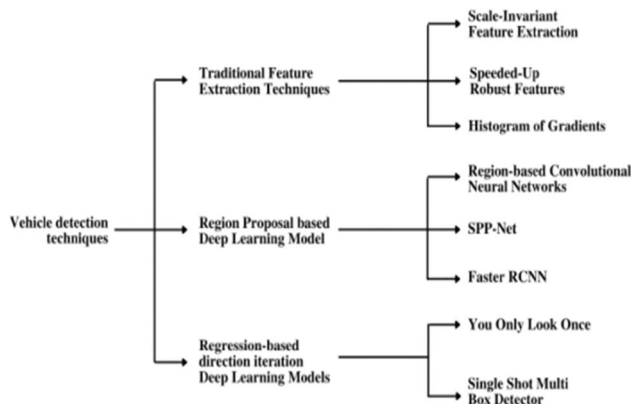 Vehicle detection
techniques
Traditional Feature
Extraction Techniques
Scale-Invariant
Feature Extraction
Speeded-Up
Robust Features
Histogram of Gradients
Region Proposal based
Deep Learning Model
Region-based Convolutional
Neural Networks
SPP-Net
Faster RCNN
Regression-based
direction iteration
Deep Learning Models
You Only Look Once
Single Shot Multi
Box Detector